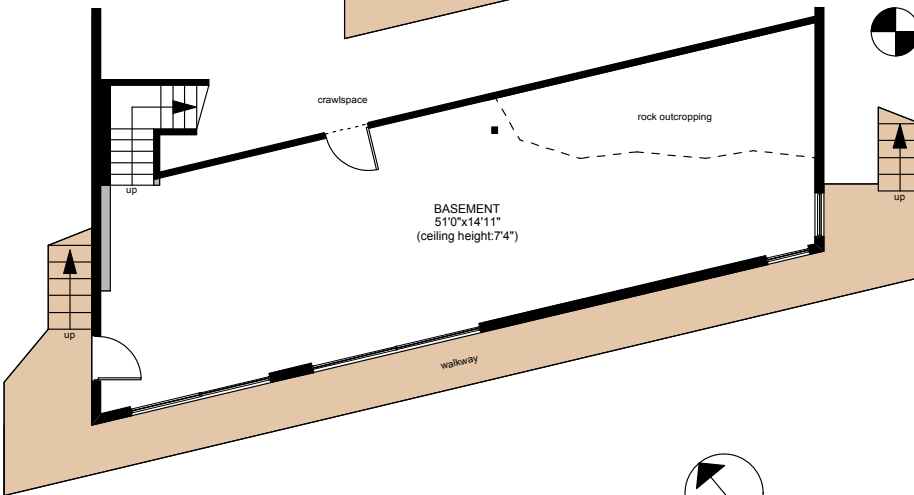 crawlspace
rock outcropping
up
up
BASEMENT
51'0"x14'11"
(ceiling height:7'4")
up
walkway